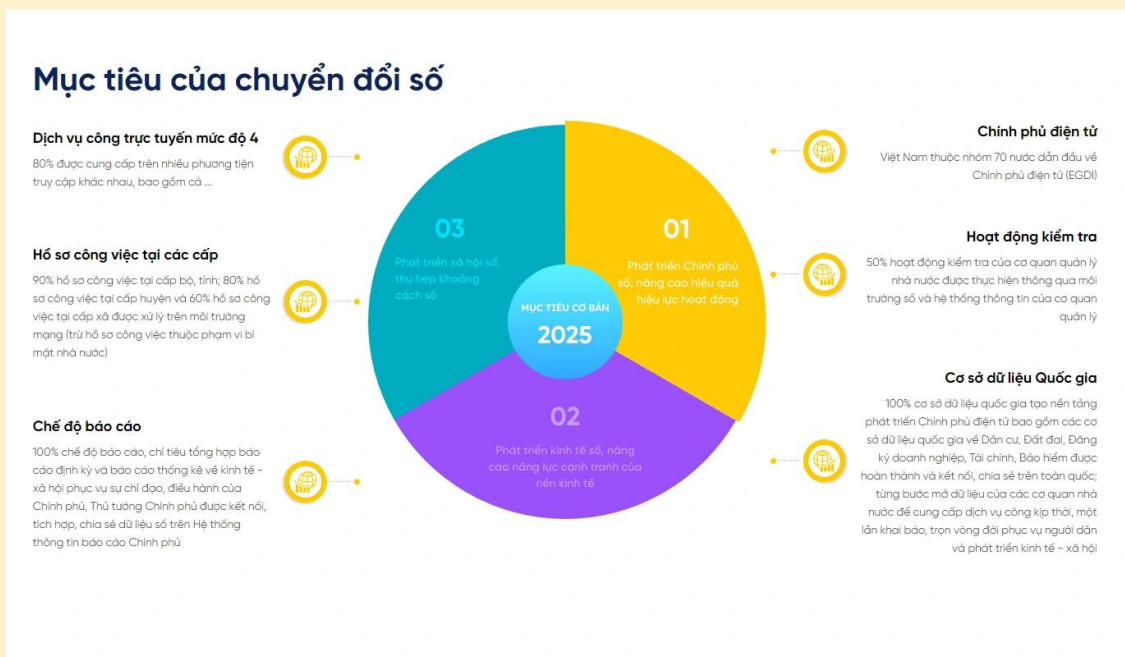 Mục tiêu của chuyển đổi số
Dịch vụ công trực tuyến mức độ 4
80% được cung cấp trên nhiều phương tiện
truy cập khác nhau, bao gồm cả ...
Hồ sơ công việc tại các cấp
90% hồ sơ công việc tại cấp bộ, tỉnh; 80% hồ
sơ công việc tại cấp huyện và 60% hồ sơ công
việc tại cấp xã được xử lý trên môi trường
mạng (trừ hồ sơ công việc thuộc phạm vi bí
mật nhà nước)
Chế độ báo cáo
100% chế độ báo cáo, chỉ tiêu tổng hợp báo
cáo định kỳ và báo cáo thống kê về kinh tế -
xã hội phục vụ sự chỉ đạo, điều hành của
Chính phủ, Thủ tướng Chính phủ được kết nối,
tích hợp, chia sẻ dữ liệu số trên Hệ thống
thông tin báo cáo Chính phủ
03
Phát triển xã hội số,
thu hẹp khoảng
cách số
01
Phát triển Chính phủ
số, nâng cao hiệu quả
hiệu lực hoạt động
MỤC TIÊU CƠ BẢN
2025
02
Phát triển kinh tế số, nâng
cao năng lực cạnh tranh của
nền kinh tế
Chính phủ điện tử
Việt Nam thuộc nhóm 70 nước dẫn đầu về
Chính phủ điện tử (EGDI)
Hoạt động kiểm tra
50% hoạt động kiểm tra của cơ quan quản lý
nhà nước được thực hiện thông qua môi
trường số và hệ thống thông tin của cơ quan
quản lý
Cơ sở dữ liệu Quốc gia
100% cơ sở dữ liệu quốc gia tạo nền tảng
phát triển Chính phủ điện tử bao gồm các cơ
sở dữ liệu quốc gia về Dân cư, Đất đai, Đăng
ký doanh nghiệp, Tài chính, Bảo hiểm được
hoàn thành và kết nối, chia sẻ trên toàn quốc;
từng bước mở dữ liệu của các cơ quan nhà
nước để cung cấp dịch vụ công kịp thời, một
lần khai báo, trọn vòng đời phục vụ người dân
và phát triển kinh tế - xã hội